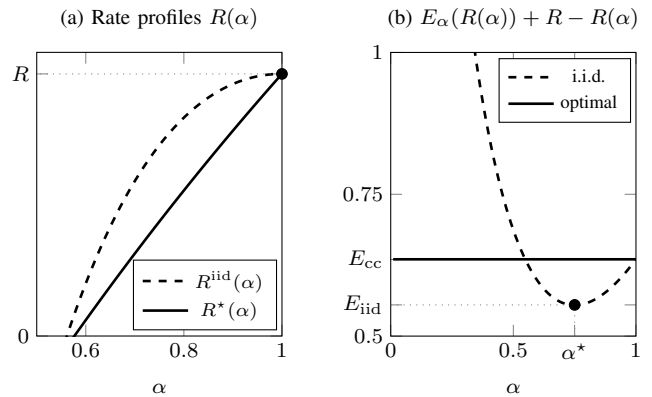 (a) Rate profiles R(α)
R
0
0.6
0.8
1
α
R^iid(α)
R^⋆(α)
(b) E_α(R(α)) + R − R(α)
1
0.75
E_cc
E_iid
0.5
0
0.5
α^⋆
1
α
i.i.d.
optimal